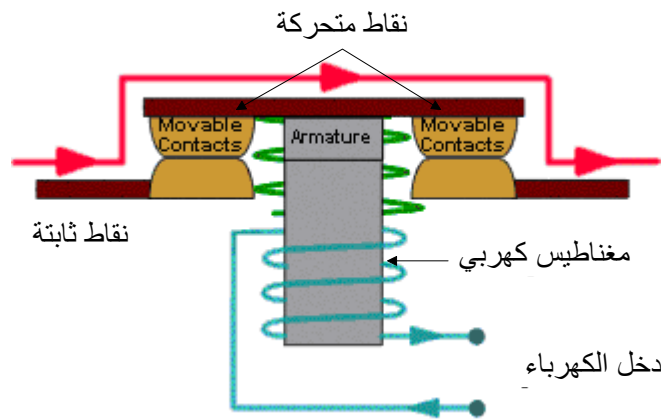 نقاط متحركة
Movable
Contacts
Armature
Movable
Contacts
نقاط ثابتة
مغناطيس كهربي
دخل الكهرباء